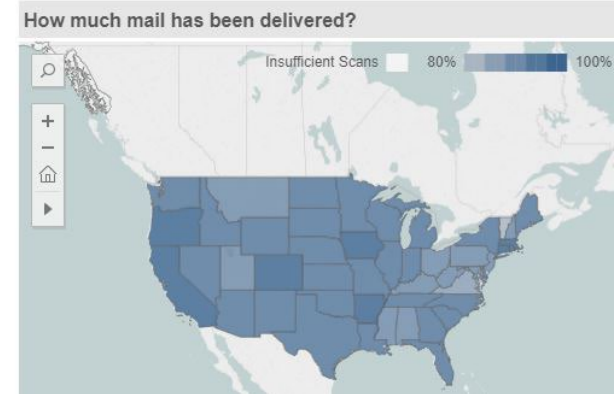 How much mail has been delivered?
Insufficient Scans 80% 100%